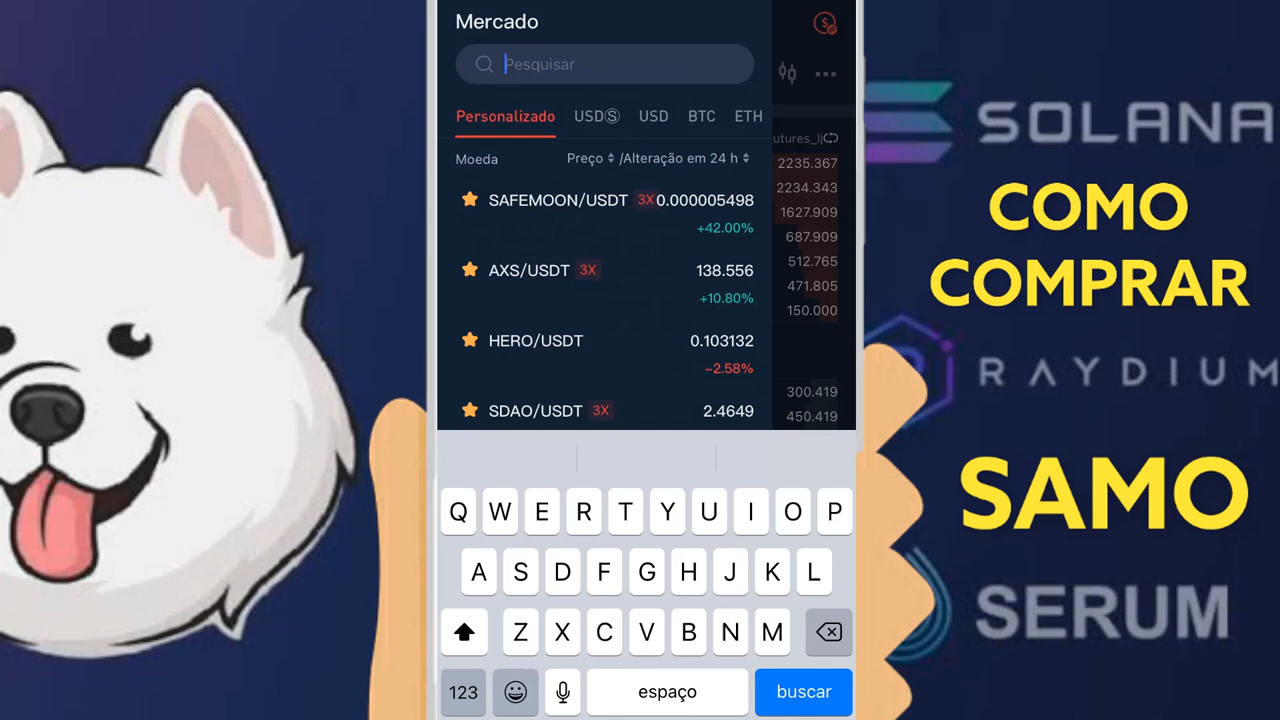 Mercado
Pesquisar
Personalizado USDⓈ USD BTC ETH
Moeda Preço /Alteração em 24 h
SAFEMOON/USDT 3X 0.000005498
+42.00%
AXS/USDT 3X 138.556
+10.80%
HERO/USDT 0.103132
−2.58%
SDAO/USDT 3X 2.4649
2235.367
2234.343
1627.909
687.909
512.765
471.805
150.000
300.419
450.419
Q W E R T Y U I O P
A S D F G H J K L
Z X C V B N M
123 espaço buscar
SOLANA
COMO
COMPRAR
RAYDIUM
SAMO
SERUM